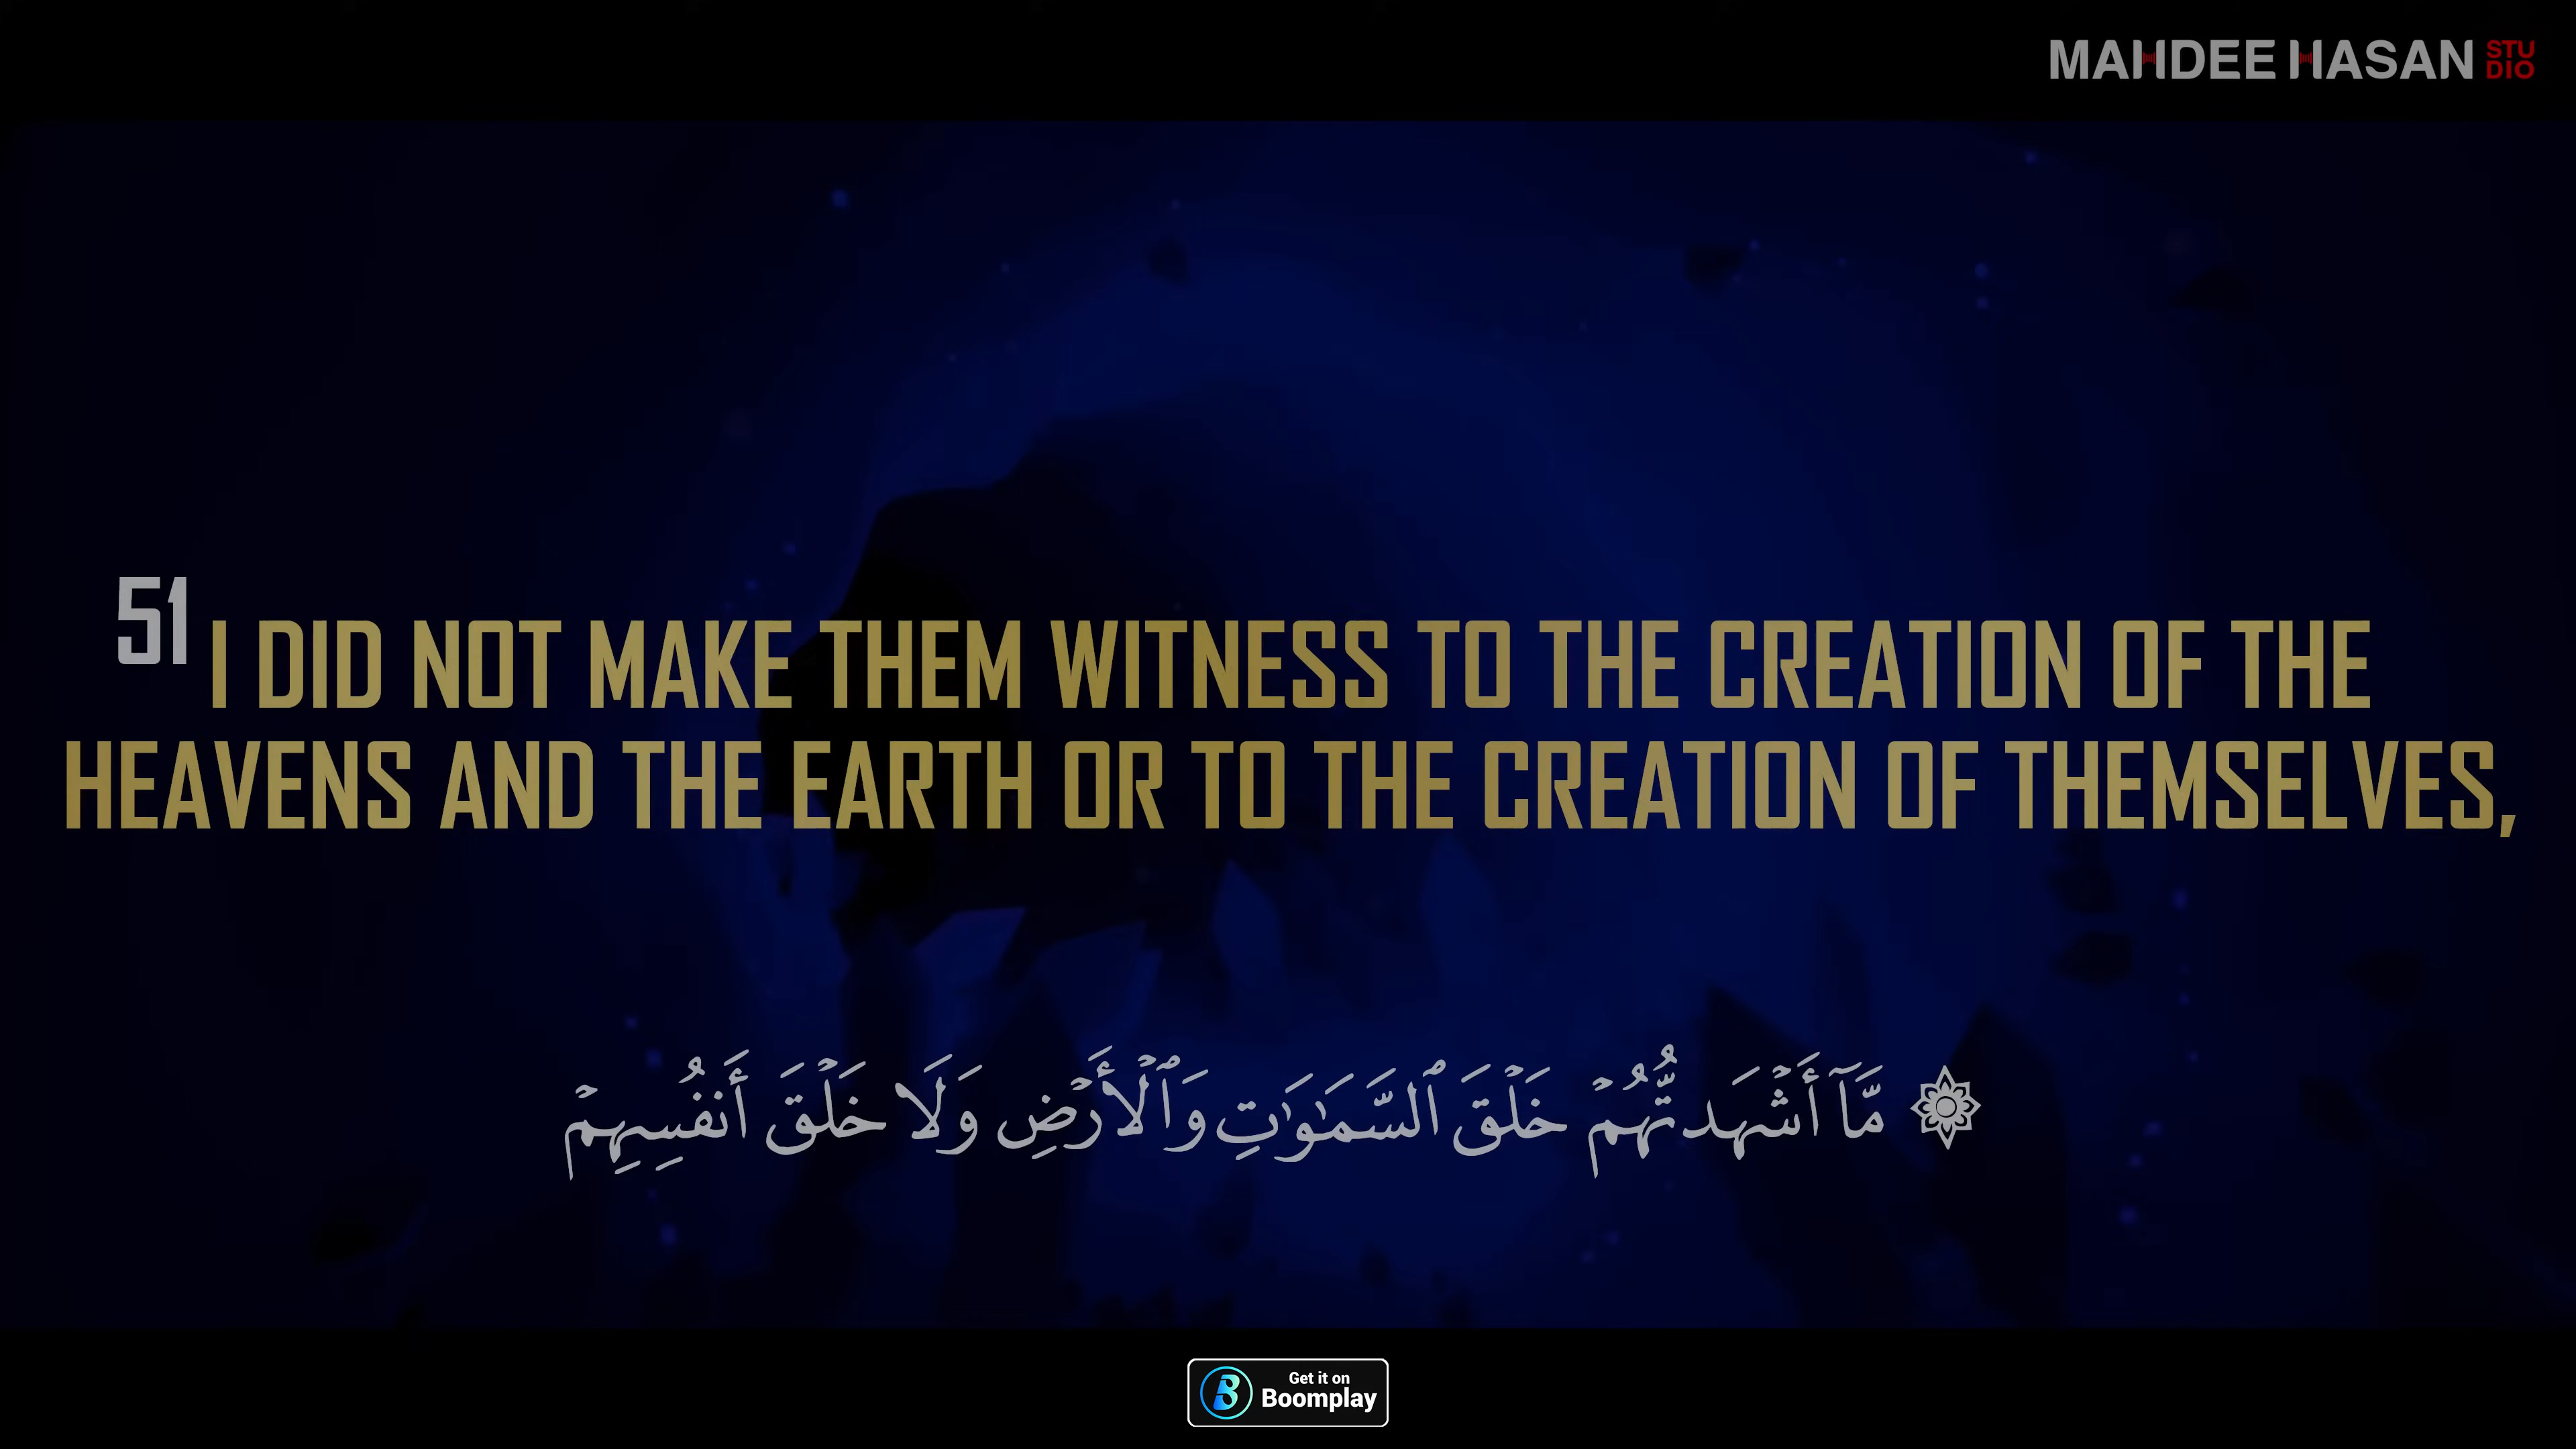 MAHDEE HASAN STUDIO
51 I DID NOT MAKE THEM WITNESS TO THE CREATION OF THE
HEAVENS AND THE EARTH OR TO THE CREATION OF THEMSELVES,
۞ مَّآ أَشْهَدتُّهُمْ خَلْقَ ٱلسَّمَـٰوَٰتِ وَٱلْأَرْضِ وَلَا خَلْقَ أَنفُسِهِمْ
Get it on
Boomplay